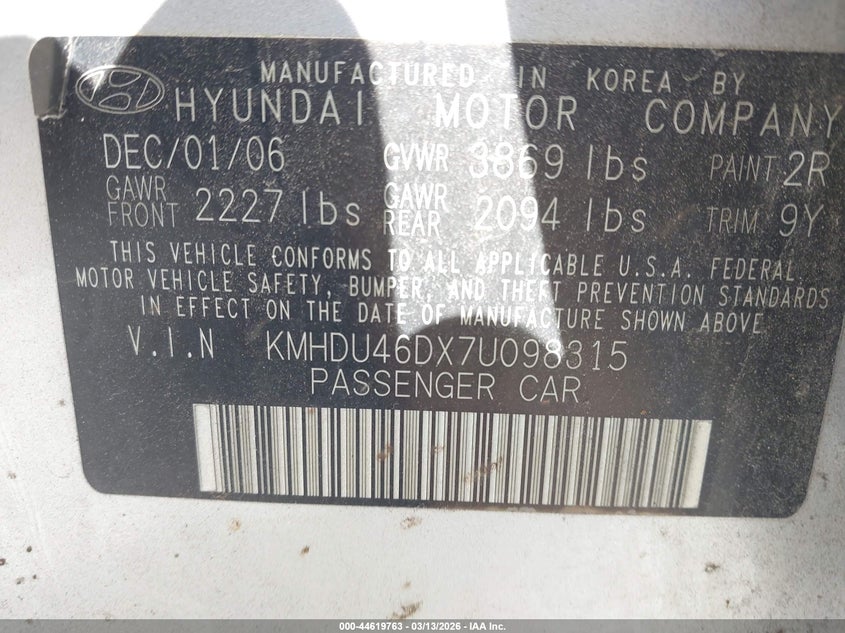 MANUFACTURED IN KOREA BY
HYUNDAI MOTOR COMPANY
DEC/01/06 GVWR 3869 lbs PAINT 2R
GAWR FRONT 2227 lbs GAWR REAR 2094 lbs TRIM 9Y
THIS VEHICLE CONFORMS TO ALL APPLICABLE U.S.A. FEDERAL
MOTOR VEHICLE SAFETY, BUMPER, AND THEFT PREVENTION STANDARDS
IN EFFECT ON THE DATE OF MANUFACTURE SHOWN ABOVE.
V.I.N KMHDU46DX7U098315
PASSENGER CAR
000-44619763 - 03/13/2026 - IAA Inc.